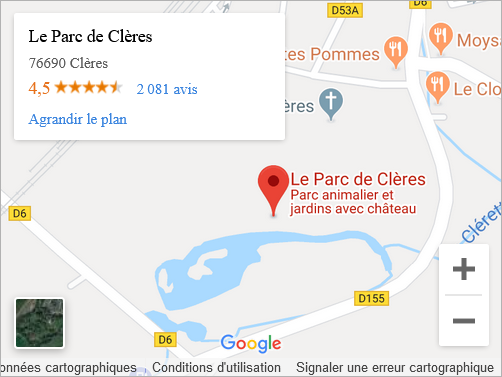 Le Parc de Clères
76690 Clères
4,5
2 081 avis
Agrandir le plan
D53A
D6
Moysa
tes Pommes
Le Clo
ères
Le Parc de Clères
Parc animalier et
jardins avec château
D6
Clérett
D155
D6
Google
onnées cartographiques
Conditions d'utilisation
Signaler une erreur cartographique